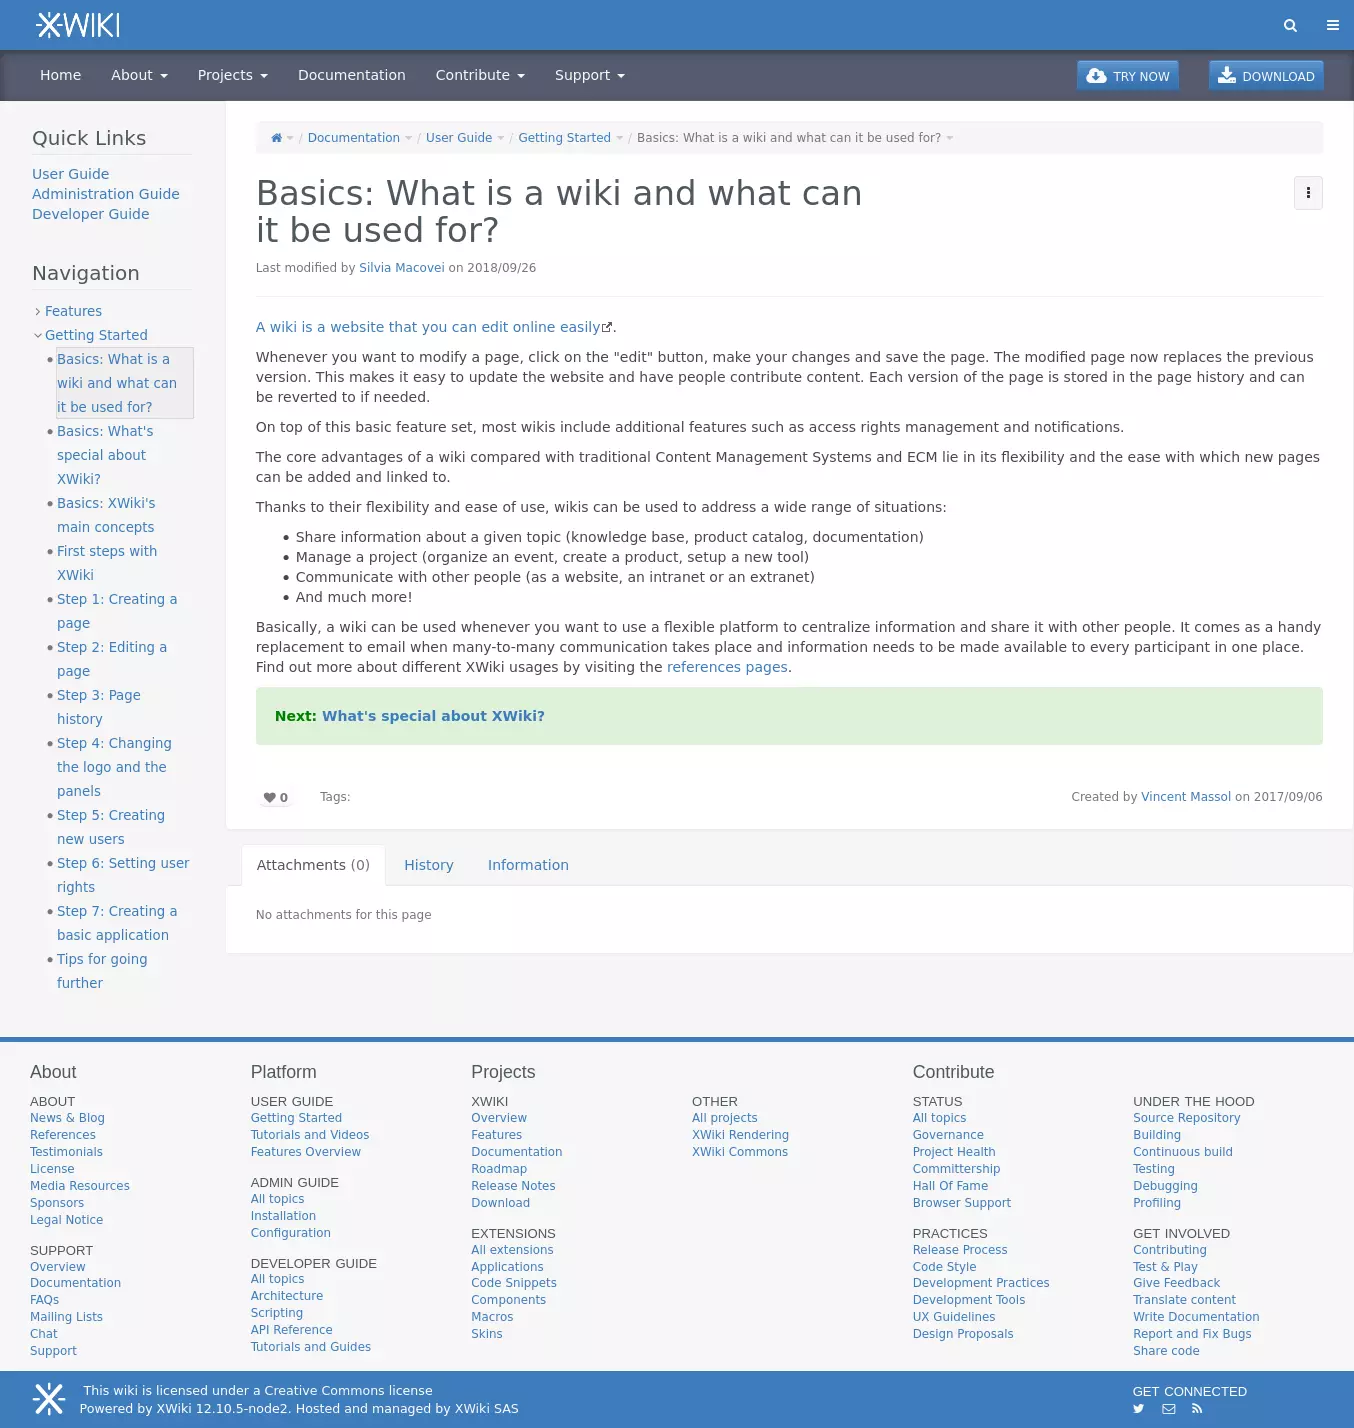 XWIKI
Home About Projects Documentation Contribute Support TRY NOW DOWNLOAD
Quick Links
User Guide
Administration Guide
Developer Guide
Navigation
Features
Getting Started
Basics: What is a
wiki and what can
it be used for?
Basics: What's
special about
XWiki?
Basics: XWiki's
main concepts
First steps with
XWiki
Step 1: Creating a
page
Step 2: Editing a
page
Step 3: Page
history
Step 4: Changing
the logo and the
panels
Step 5: Creating
new users
Step 6: Setting user
rights
Step 7: Creating a
basic application
Tips for going
further
/ Documentation / User Guide / Getting Started / Basics: What is a wiki and what can it be used for?
Basics: What is a wiki and what can
it be used for?
Last modified by Silvia Macovei on 2018/09/26
A wiki is a website that you can edit online easily.
Whenever you want to modify a page, click on the "edit" button, make your changes and save the page. The modified page now replaces the previous
version. This makes it easy to update the website and have people contribute content. Each version of the page is stored in the page history and can
be reverted to if needed.
On top of this basic feature set, most wikis include additional features such as access rights management and notifications.
The core advantages of a wiki compared with traditional Content Management Systems and ECM lie in its flexibility and the ease with which new pages
can be added and linked to.
Thanks to their flexibility and ease of use, wikis can be used to address a wide range of situations:
• Share information about a given topic (knowledge base, product catalog, documentation)
• Manage a project (organize an event, create a product, setup a new tool)
• Communicate with other people (as a website, an intranet or an extranet)
• And much more!
Basically, a wiki can be used whenever you want to use a flexible platform to centralize information and share it with other people. It comes as a handy
replacement to email when many-to-many communication takes place and information needs to be made available to every participant in one place.
Find out more about different XWiki usages by visiting the references pages.
Next: What's special about XWiki?
0 Tags: Created by Vincent Massol on 2017/09/06
Attachments (0) History Information
No attachments for this page
About
ABOUT
News & Blog
References
Testimonials
License
Media Resources
Sponsors
Legal Notice
SUPPORT
Overview
Documentation
FAQs
Mailing Lists
Chat
Support
Platform
USER GUIDE
Getting Started
Tutorials and Videos
Features Overview
ADMIN GUIDE
All topics
Installation
Configuration
DEVELOPER GUIDE
All topics
Architecture
Scripting
API Reference
Tutorials and Guides
Projects
XWIKI
Overview
Features
Documentation
Roadmap
Release Notes
Download
EXTENSIONS
All extensions
Applications
Code Snippets
Components
Macros
Skins
OTHER
All projects
XWiki Rendering
XWiki Commons
Contribute
STATUS
All topics
Governance
Project Health
Committership
Hall Of Fame
Browser Support
PRACTICES
Release Process
Code Style
Development Practices
Development Tools
UX Guidelines
Design Proposals
UNDER THE HOOD
Source Repository
Building
Continuous build
Testing
Debugging
Profiling
GET INVOLVED
Contributing
Test & Play
Give Feedback
Translate content
Write Documentation
Report and Fix Bugs
Share code
This wiki is licensed under a Creative Commons license
Powered by XWiki 12.10.5-node2. Hosted and managed by XWiki SAS
GET CONNECTED